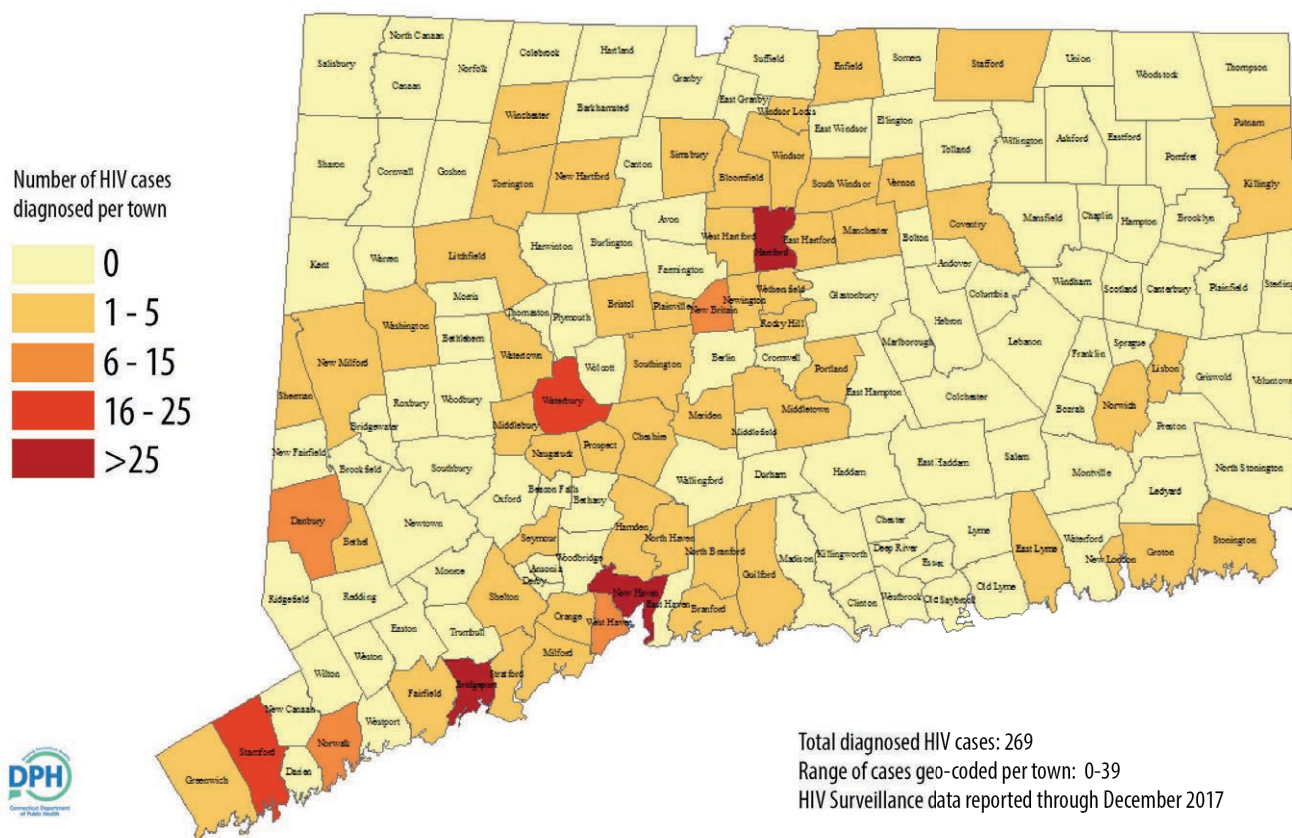 Number of HIV cases
diagnosed per town
0
1 - 5
6 - 15
16 - 25
>25
North Canaan
Salisbury
Canaan
Norfolk
Colebrook
Hartland
Granby
Suffield
East Granby
Enfield
Somers
Stafford
Union
Woodstock
Thompson
Winchester
Barkhamsted
Windsor Locks
East Windsor
Ellington
Tolland
Willington
Ashford
Eastford
Putnam
Pomfret
Killingly
Sharon
Cornwall
Goshen
Torrington
New Hartford
Canton
Simsbury
Bloomfield
Windsor
South Windsor
Vernon
Coventry
Mansfield
Chaplin
Hampton
Brooklyn
Kent
Warren
Litchfield
Harwinton
Burlington
Avon
West Hartford
Hartford
East Hartford
Manchester
Bolton
Andover
Farmington
Windham
Scotland
Canterbury
Plainfield
Sterling
Morris
Washington
Bethlehem
Thomaston
Plymouth
Bristol
Plainville
New Britain
Newington
Wethersfield
Rocky Hill
Glastonbury
Hebron
Columbia
Lebanon
Franklin
Sprague
Lisbon
Griswold
Voluntown
New Milford
Sherman
Watertown
Wolcott
Southington
Berlin
Cromwell
Portland
Marlborough
East Hampton
Colchester
Bozrah
Norwich
Preston
Roxbury
Woodbury
Bridgewater
Waterbury
Middlebury
Naugatuck
Prospect
Cheshire
Meriden
Middletown
Middlefield
New Fairfield
Brookfield
Southbury
Oxford
Beacon Falls
Bethany
Wallingford
Durham
Haddam
East Haddam
Salem
Montville
Ledyard
North Stonington
Danbury
Bethel
Newtown
Seymour
Woodbridge
Ansonia
Derby
Hamden
North Haven
North Branford
Guilford
Madison
Killingworth
Chester
Deep River
Essex
Lyme
East Lyme
Waterford
New London
Groton
Stonington
Ridgefield
Redding
Monroe
Shelton
Orange
West Haven
New Haven
East Haven
Branford
Clinton
Westbrook
Old Saybrook
Old Lyme
Easton
Trumbull
Weston
Wilton
Milford
Stratford
Bridgeport
Fairfield
New Canaan
Westport
Norwalk
Darien
Stamford
Greenwich
DPH
Connecticut Department
of Public Health
Total diagnosed HIV cases: 269
Range of cases geo-coded per town: 0-39
HIV Surveillance data reported through December 2017